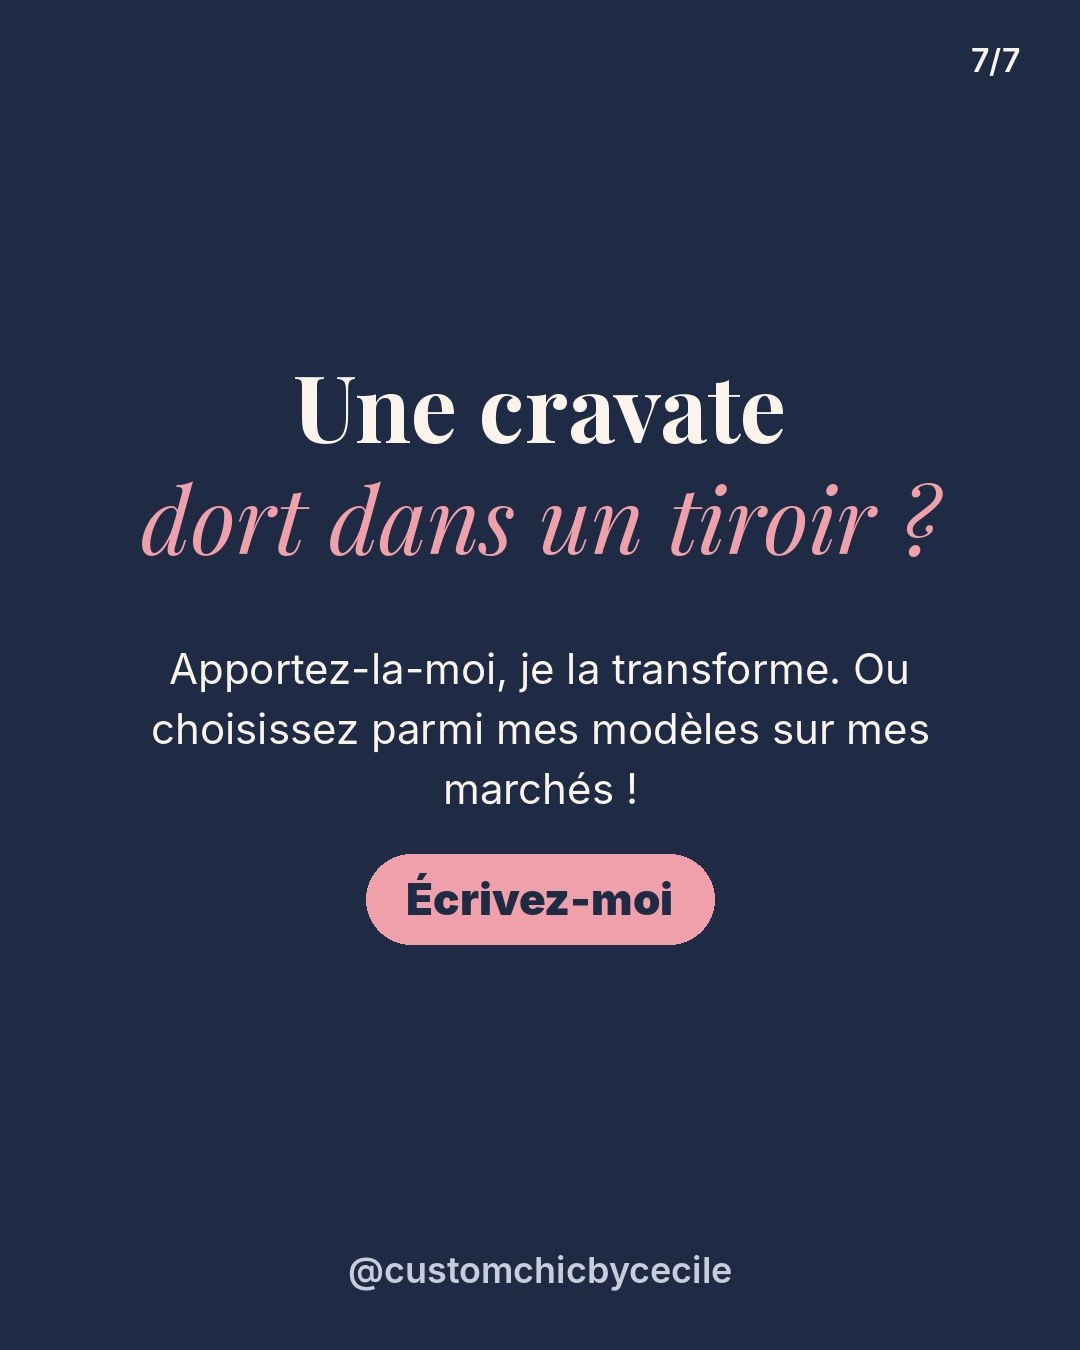 7/7
Une cravate
dort dans un tiroir ?
Apportez-la-moi, je la transforme. Ou
choisissez parmi mes modèles sur mes
marchés !
Écrivez-moi
@customchicbycecile